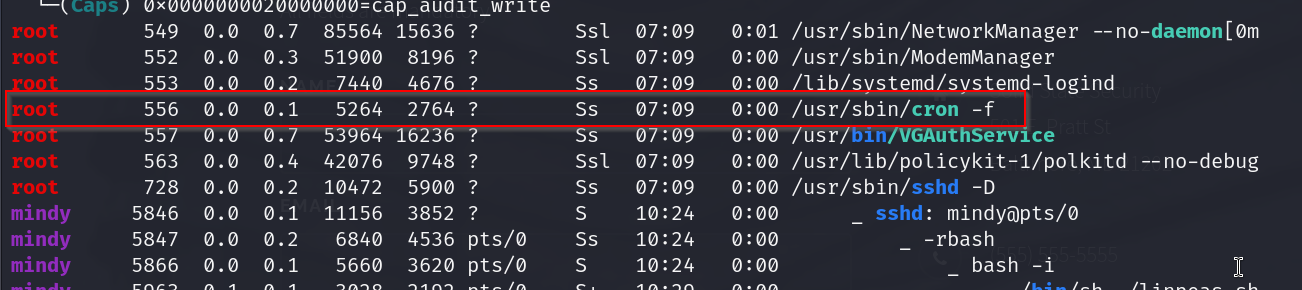 └─(Caps) 0×0000000020000000=cap_audit_write
root 549 0.0 0.7 85564 15636 ? Ssl 07:09 0:01 /usr/sbin/NetworkManager --no-daemon[0m
root 552 0.0 0.3 51900 8196 ? Ssl 07:09 0:00 /usr/sbin/ModemManager
root 553 0.0 0.2 7440 4676 ? Ss 07:09 0:00 /lib/systemd/systemd-logind
root 556 0.0 0.1 5264 2764 ? Ss 07:09 0:00 /usr/sbin/cron -f
root 557 0.0 0.7 53964 16236 ? Ss 07:09 0:00 /usr/bin/VGAuthService
root 563 0.0 0.4 42076 9748 ? Ssl 07:09 0:00 /usr/lib/policykit-1/polkitd --no-debug
root 728 0.0 0.2 10472 5900 ? Ss 07:09 0:00 /usr/sbin/sshd -D
mindy 5846 0.0 0.1 11156 3852 ? S 10:24 0:00 _ sshd: mindy@pts/0
mindy 5847 0.0 0.2 6840 4536 pts/0 Ss 10:24 0:00 _ -rbash
mindy 5866 0.0 0.1 5660 3620 pts/0 S 10:24 0:00 _ bash -i